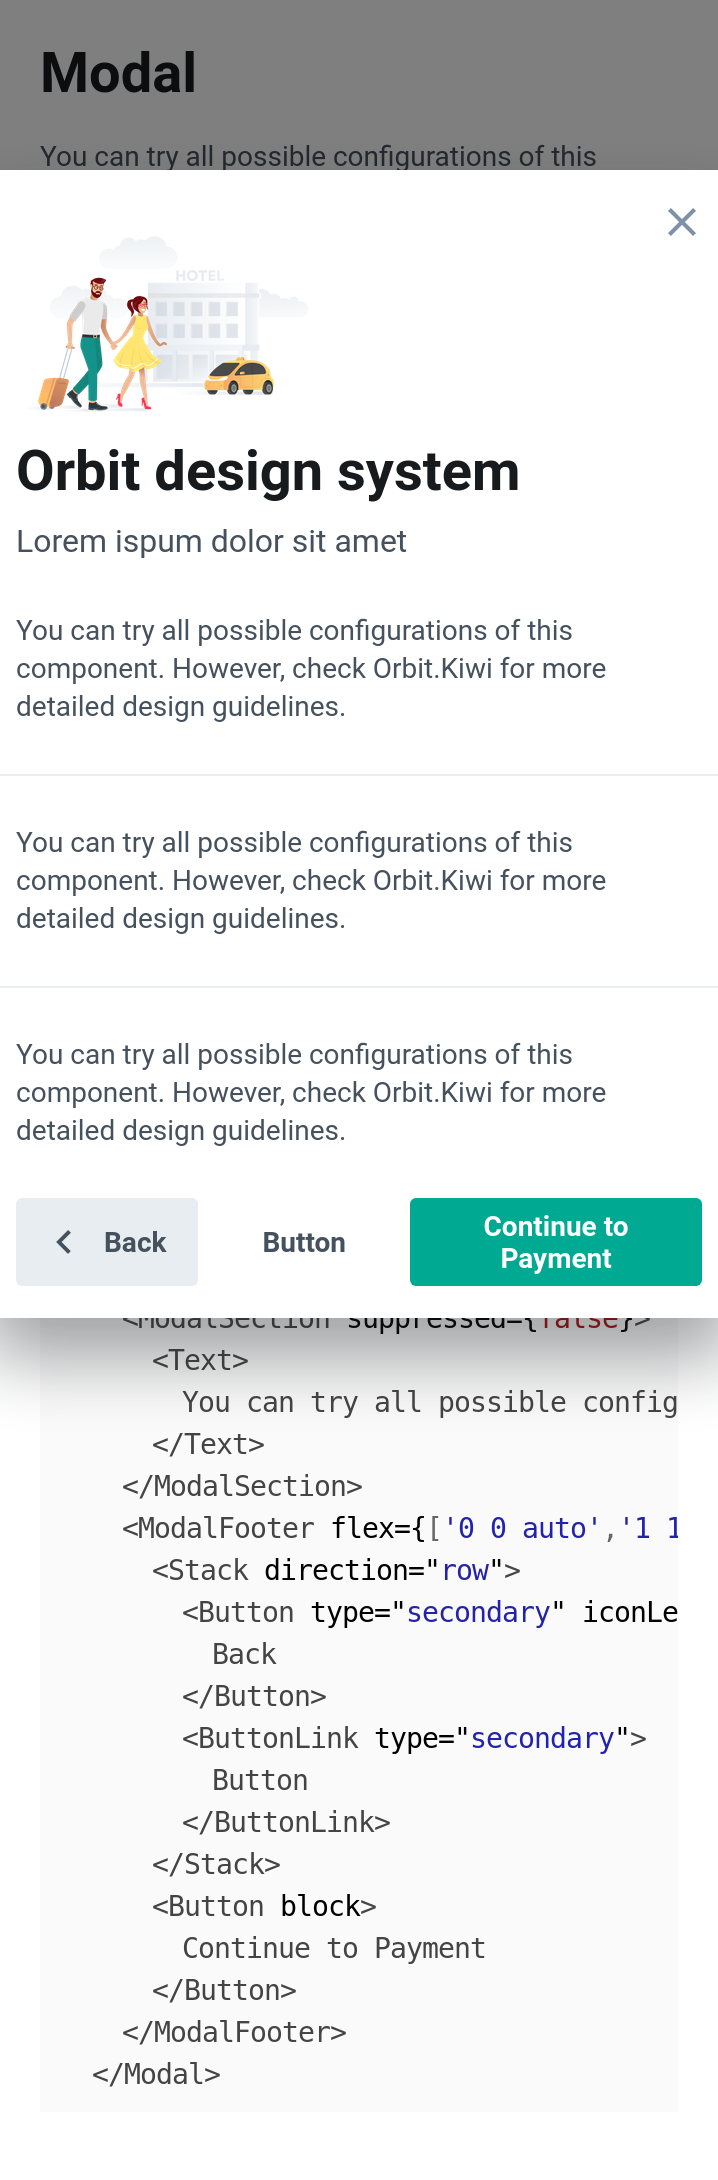 Modal
You can try all possible configurations of this
HOTEL
Orbit design system
Lorem ispum dolor sit amet
You can try all possible configurations of this
component. However, check Orbit.Kiwi for more
detailed design guidelines.
You can try all possible configurations of this
component. However, check Orbit.Kiwi for more
detailed design guidelines.
You can try all possible configurations of this
component. However, check Orbit.Kiwi for more
detailed design guidelines.
Back
Button
Continue to
Payment
<ModalSection suppressed={false}>
<Text>
You can try all possible config
</Text>
</ModalSection>
<ModalFooter flex={['0 0 auto','1 1
<Stack direction="row">
<Button type="secondary" iconLe
Back
</Button>
<ButtonLink type="secondary">
Button
</ButtonLink>
</Stack>
<Button block>
Continue to Payment
</Button>
</ModalFooter>
</Modal>